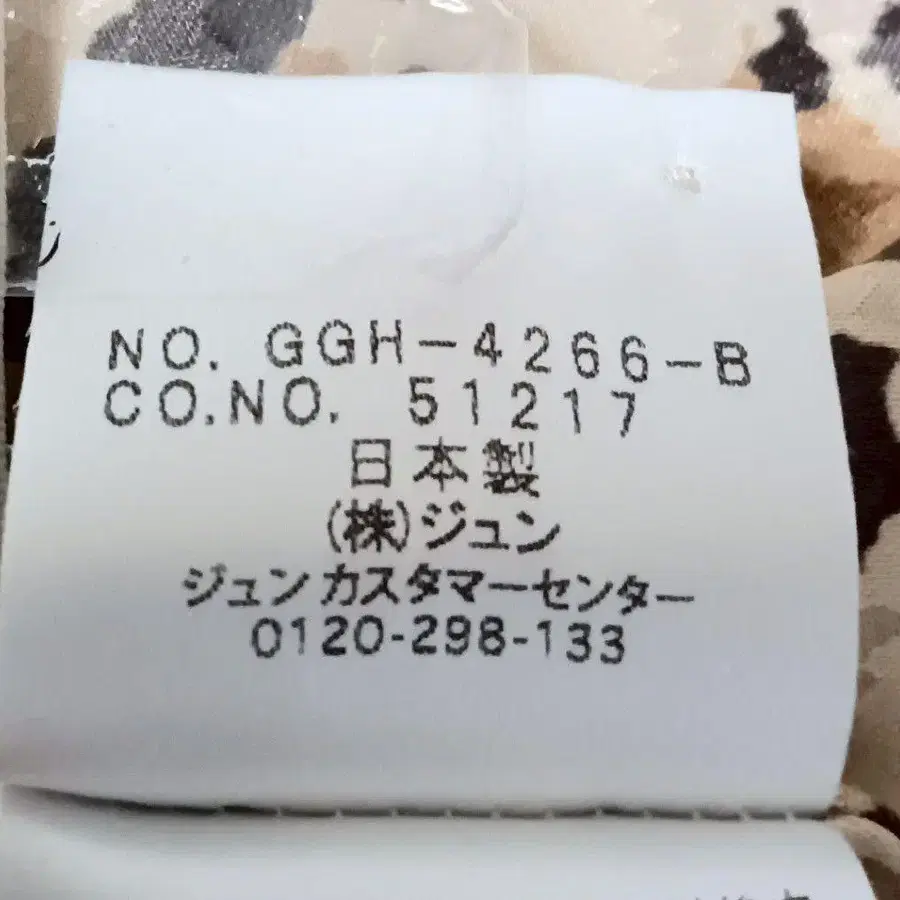 NO. GGH-4266-B
CO.NO. 51217
日本製
(株)ジュン
ジュンカスタマーセンター
0120-298-133